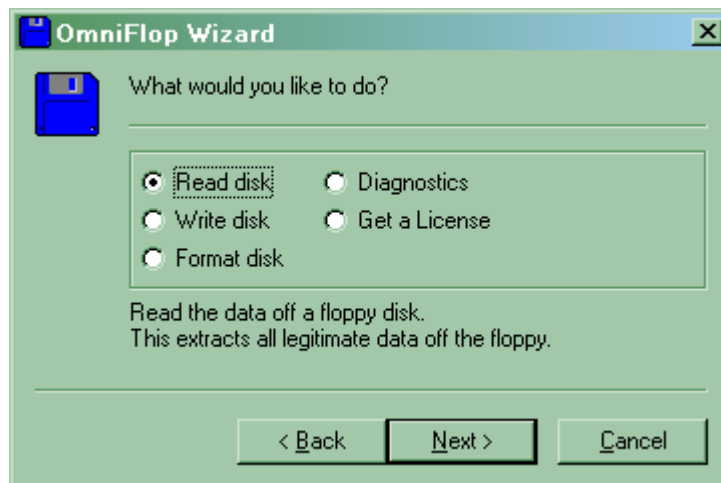 OmniFlop Wizard
What would you like to do?
Read disk
Diagnostics
Write disk
Get a License
Format disk
Read the data off a floppy disk.
This extracts all legitimate data off the floppy.
< Back
Next >
Cancel